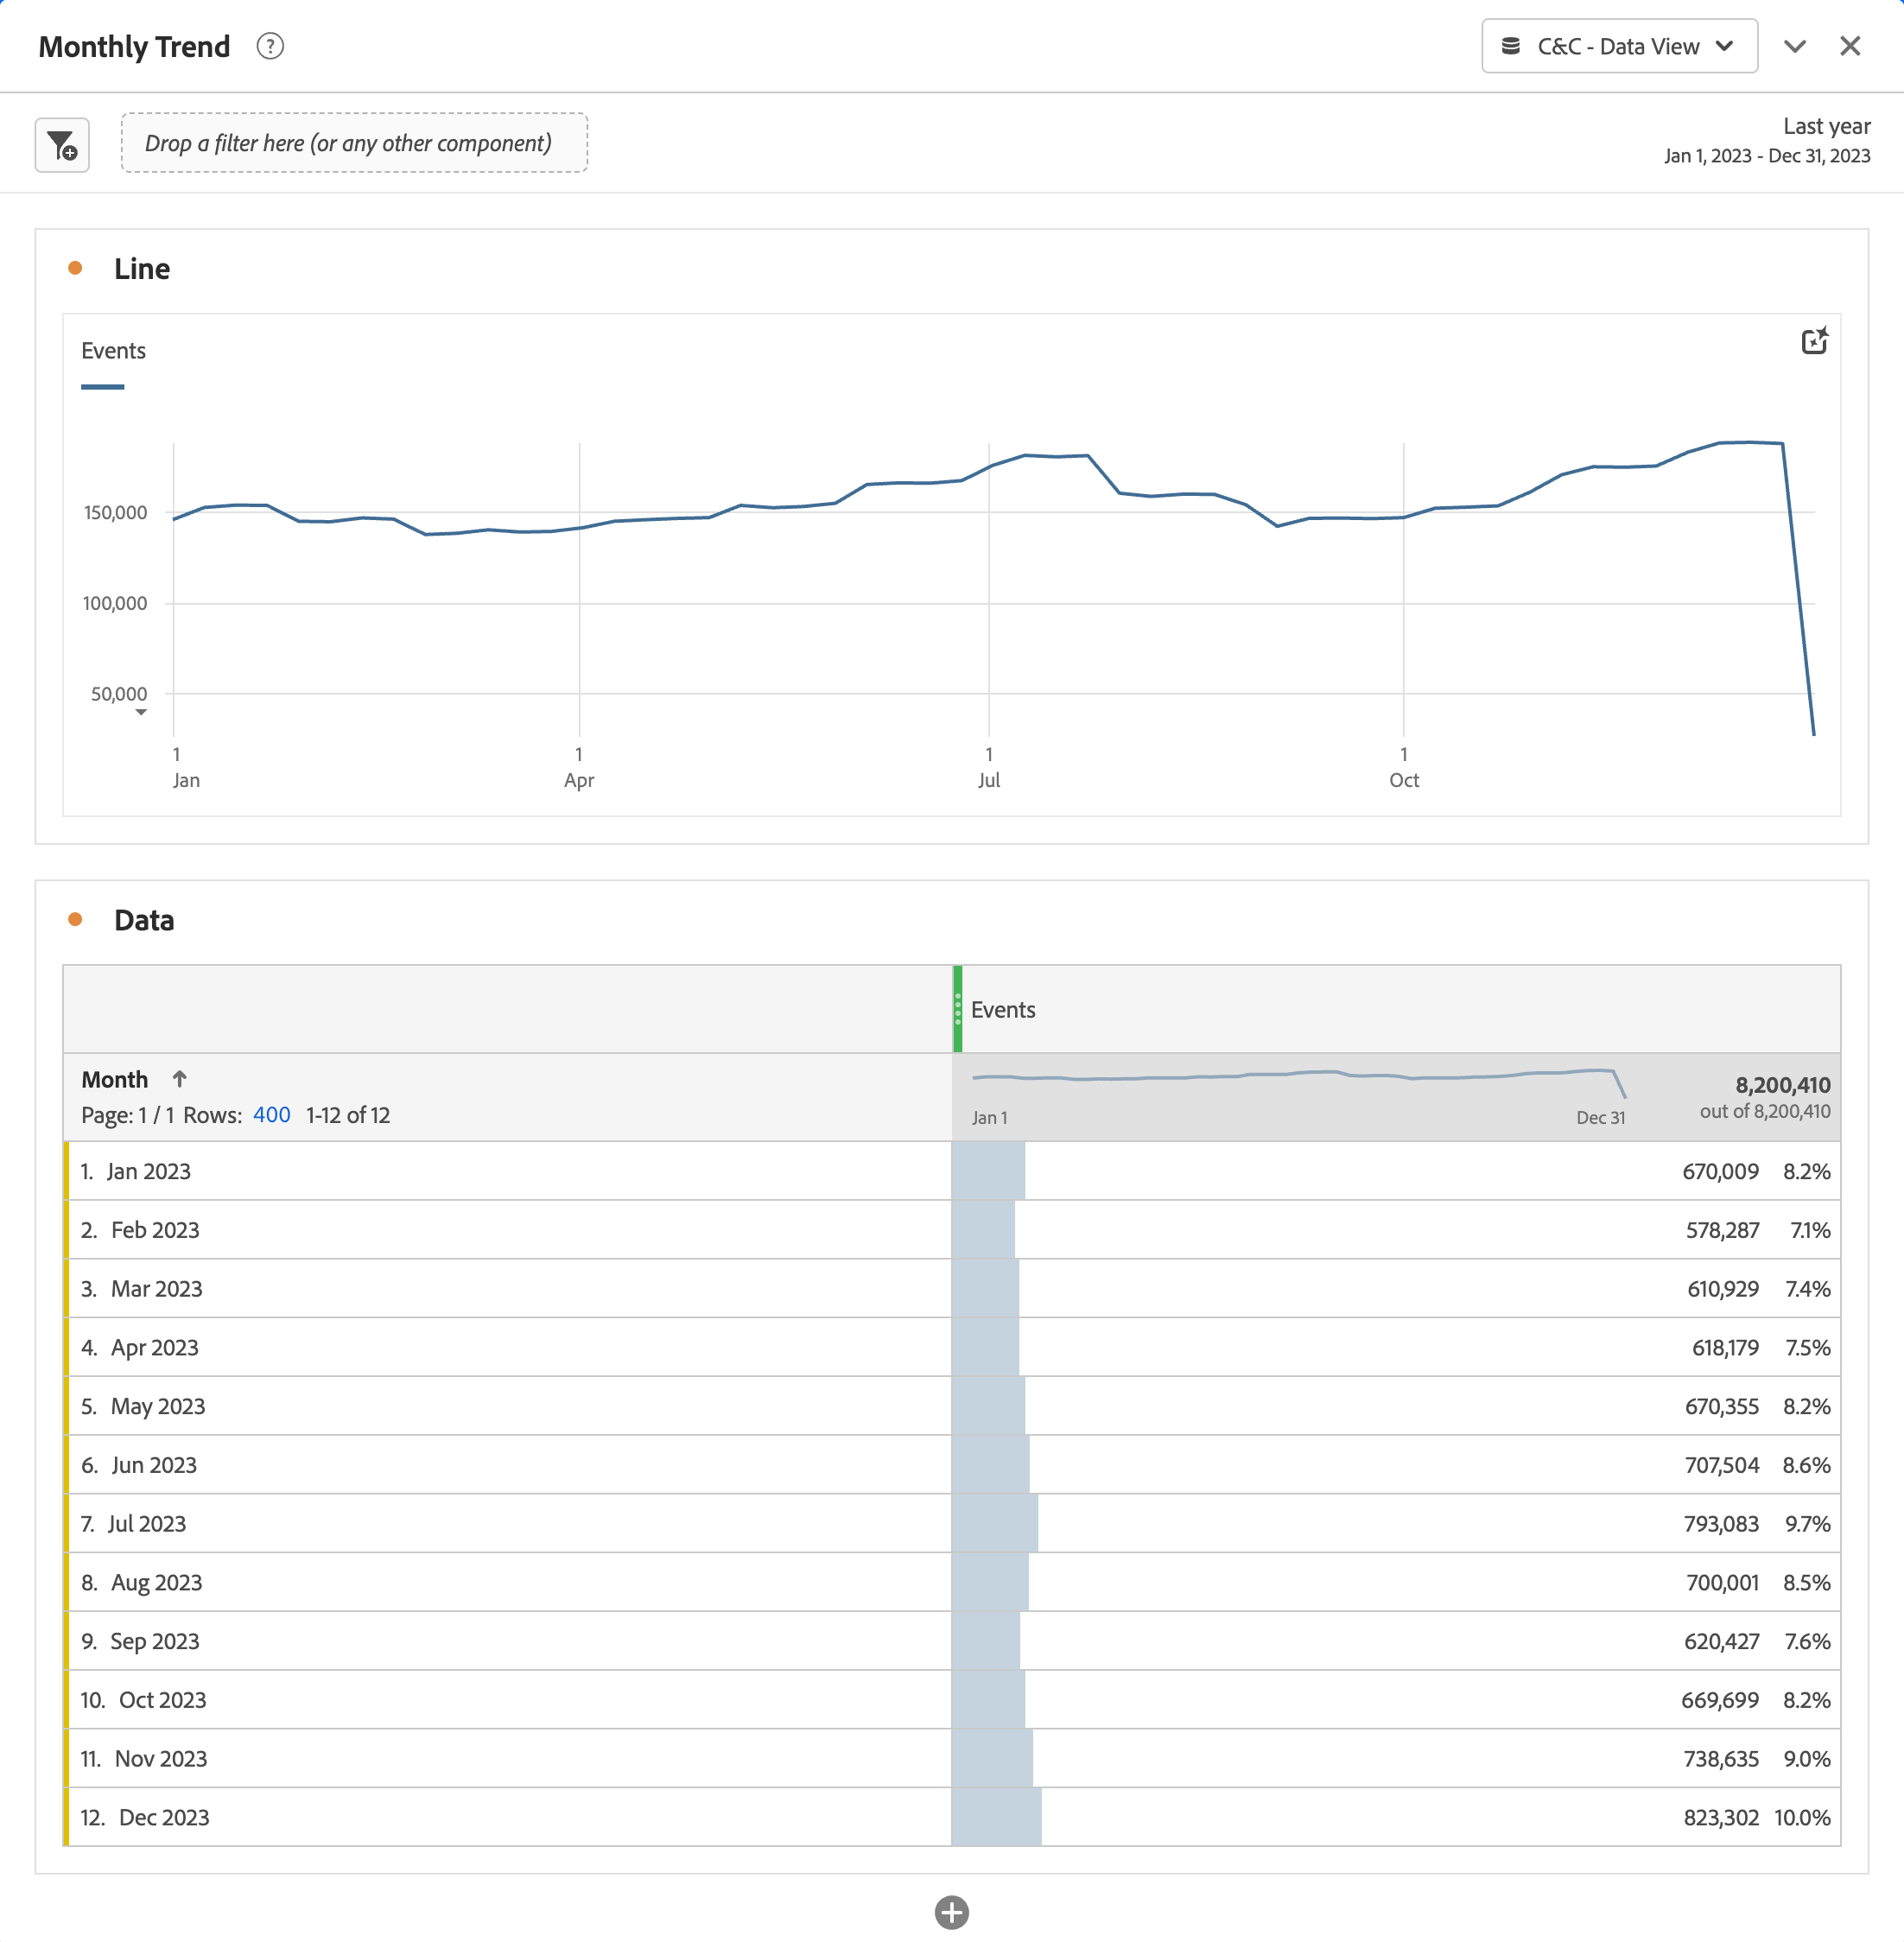 Monthly Trend ? C&C - Data View
Drop a filter here (or any other component)
Last year
Jan 1, 2023 - Dec 31, 2023
Line
Events
150,000
100,000
50,000
1 1 1 1
Jan Apr Jul Oct
Data
Events
Month
Page: 1 / 1 Rows: 400 1-12 of 12
Jan 1 Dec 31
8,200,410
out of 8,200,410
1. Jan 2023 670,009 8.2%
2. Feb 2023 578,287 7.1%
3. Mar 2023 610,929 7.4%
4. Apr 2023 618,179 7.5%
5. May 2023 670,355 8.2%
6. Jun 2023 707,504 8.6%
7. Jul 2023 793,083 9.7%
8. Aug 2023 700,001 8.5%
9. Sep 2023 620,427 7.6%
10. Oct 2023 669,699 8.2%
11. Nov 2023 738,635 9.0%
12. Dec 2023 823,302 10.0%